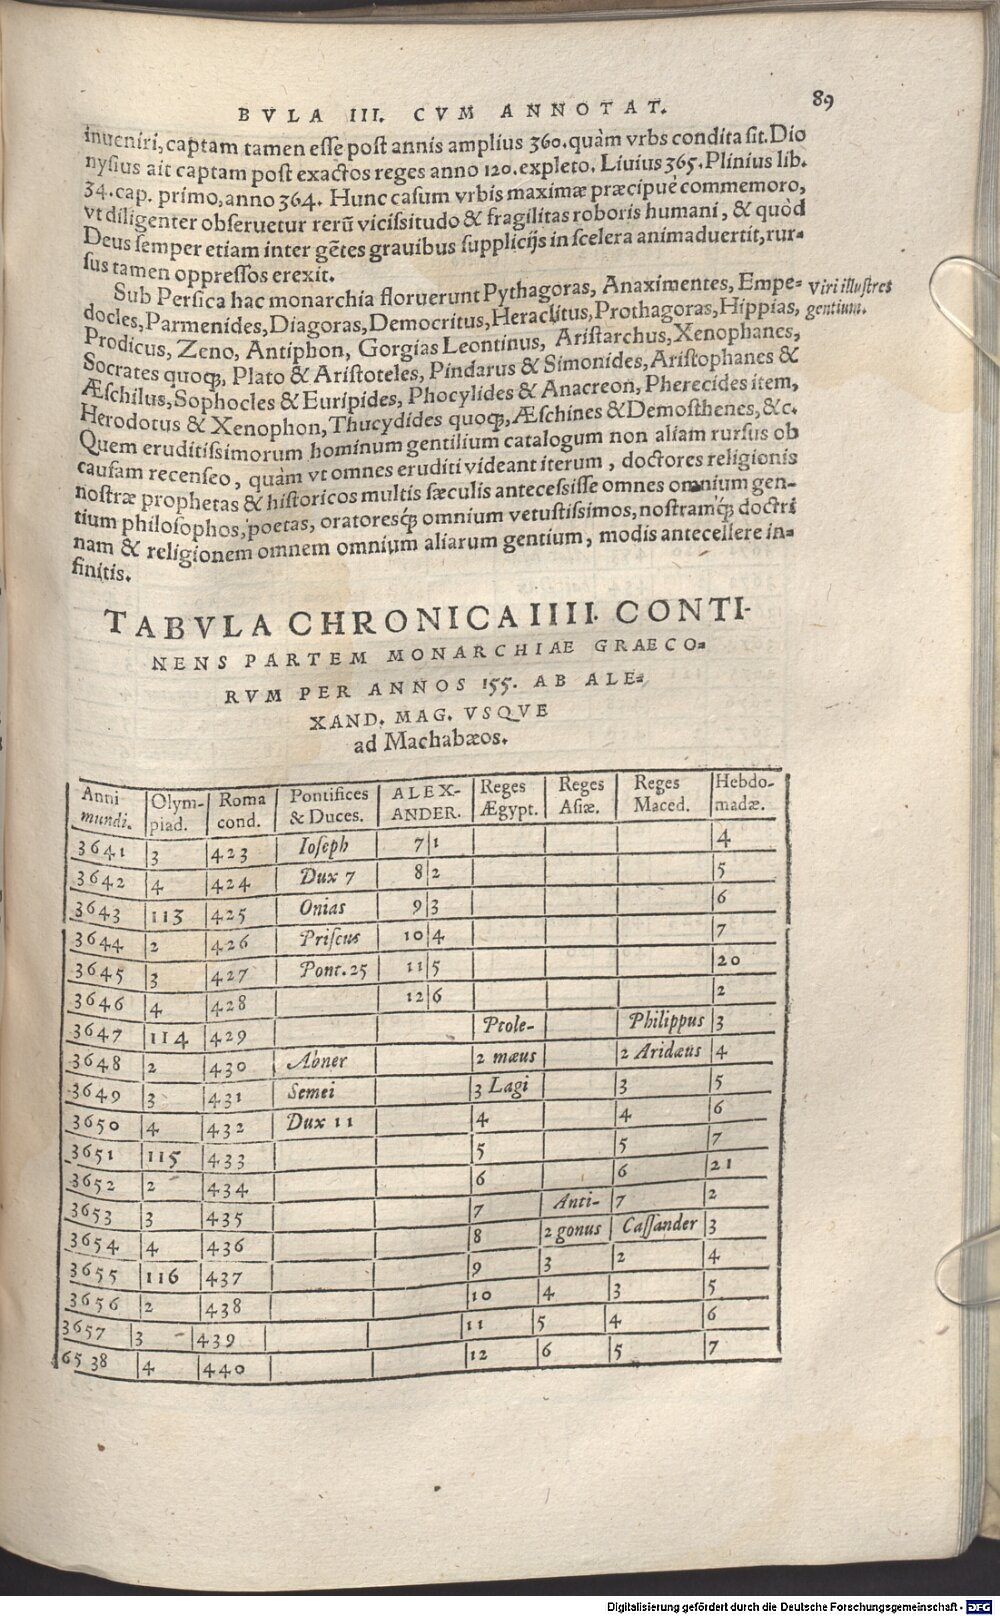 BVLA III. CVM ANNOTAT. 89
inueniri, captam tamen esse post annis amplius 360. quàm vrbs condita sit. Dio
nysius ait captam post exactos reges anno 120. expleto. Liuius 365. Plinius lib.
34. cap. primo, anno 364. Hunc casum vrbis maximæ præcipuè commemoro,
vt diligenter obseruetur rerū vicissitudo & fragilitas roboris humani, & quòd
Deus semper etiam inter gētes grauibus supplicijs in scelera animaduertit, rur-
sus tamen oppressos erexit.
Sub Persica hac monarchia floruerunt Pythagoras, Anaximentes, Empe-
docles, Parmenides, Diagoras, Democritus, Heraclitus, Prothagoras, Hippias,
Prodicus, Zeno, Antiphon, Gorgias Leontinus, Aristarchus, Xenophanes,
Socrates quoq;, Plato & Aristoteles, Pindarus & Simonides, Aristophanes &
Æschilus, Sophocles & Euripides, Phocylides & Anacreon, Pherecides item,
Herodotus & Xenophon, Thucydides quoq;, Æschines & Demosthenes, &c.
Quem eruditissimorum hominum gentilium catalogum non aliam rursus ob
causam recenseo, quàm vt omnes eruditi videant iterum, doctores religionis
nostræ prophetas & historicos multis sæculis antecessisse omnes omnium gen-
tium philosophos, poetas, oratoresq́; omnium vetustissimos, nostramq́; doctri
nam & religionem omnem omnium aliarum gentium, modis antecellere in-
finitis.
Viri illustres
gentium.
TABVLA CHRONICA IIII. CONTI-
NENS PARTEM MONARCHIAE GRAECO-
RVM PER ANNOS 155. AB ALE-
XAND. MAG. VSQVE
ad Machabæos.
Anni Olym- Roma Pontifices ALEX- Reges Reges Reges Hebdo-
mundi. piad. cond. & Duces. ANDER. Ægypt. Asiæ. Maced. madæ.
3641 3 423 Ioseph 7 1 4
3642 4 424 Dux 7 8 2 5
3643 113 425 Onias 9 3 6
3644 2 426 Priscus 10 4 7
3645 3 427 Pont. 25 11 5 20
3646 4 428 12 6 2
3647 114 429 Ptole- Philippus 3
3648 2 430 Abner 2 mæus 2 Aridæus 4
3649 3 431 Semei 3 Lagi 3 5
3650 4 432 Dux 11 4 4 6
3651 115 433 5 5 7
3652 2 434 6 6 21
3653 3 435 7 Anti- 7 2
3654 4 436 8 2 gonus Cassander 3
3655 116 437 9 3 2 4
3656 2 438 10 4 3 5
3657 3 439 11 5 4 6
6538 4 440 12 6 5 7
Digitalisierung gefördert durch die Deutsche Forschungsgemeinschaft - DFG